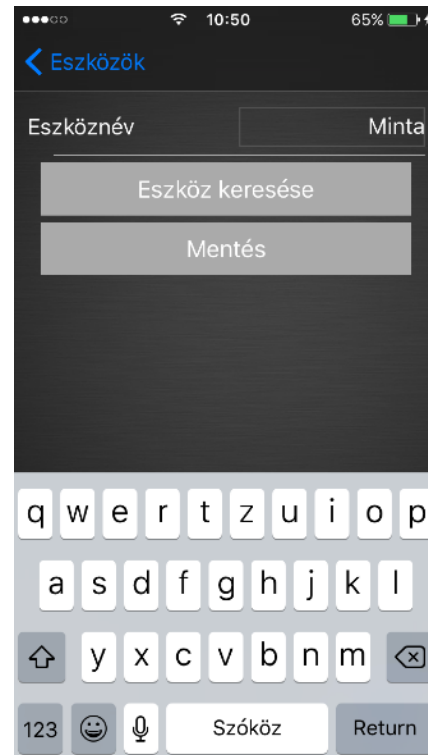 10:50 65%
Eszközök
Eszköznév Minta
Eszköz keresése
Mentés
q w e r t z u i o p
a s d f g h j k l
y x c v b n m
123 Szóköz Return